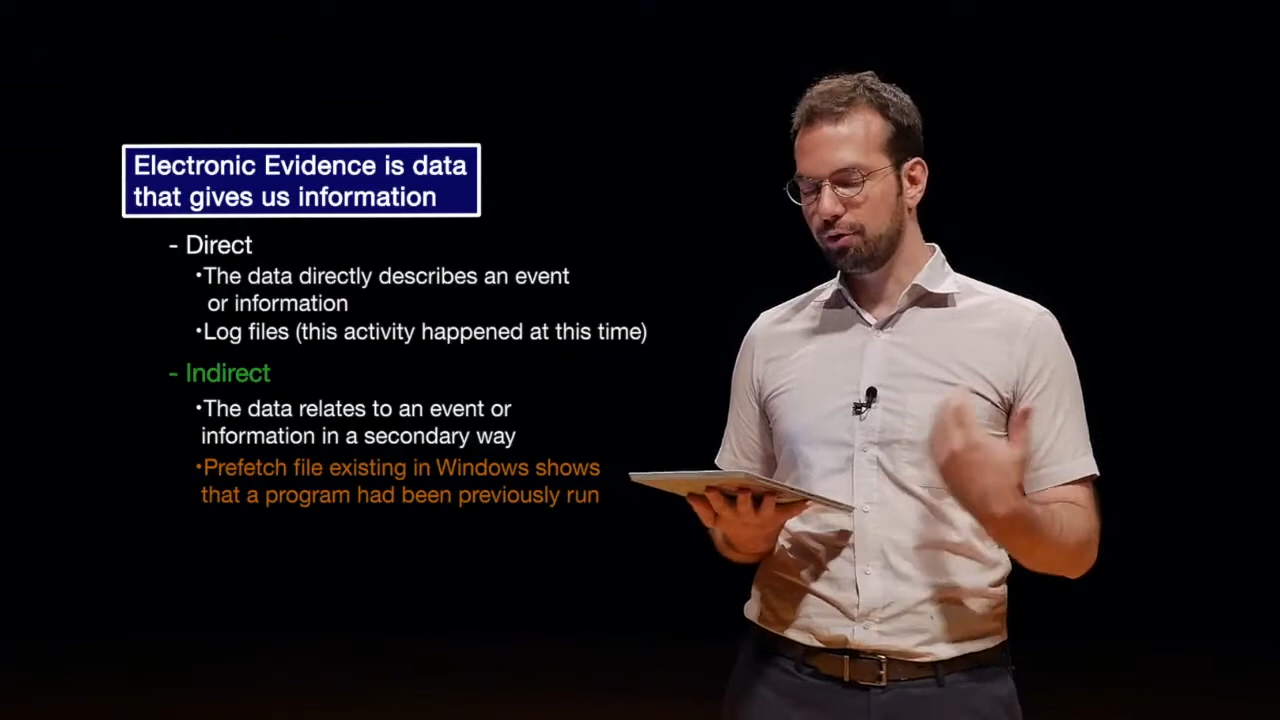 Electronic Evidence is data
that gives us information
- Direct
•The data directly describes an event
or information
•Log files (this activity happened at this time)
- Indirect
•The data relates to an event or
information in a secondary way
•Prefetch file existing in Windows shows
that a program had been previously run